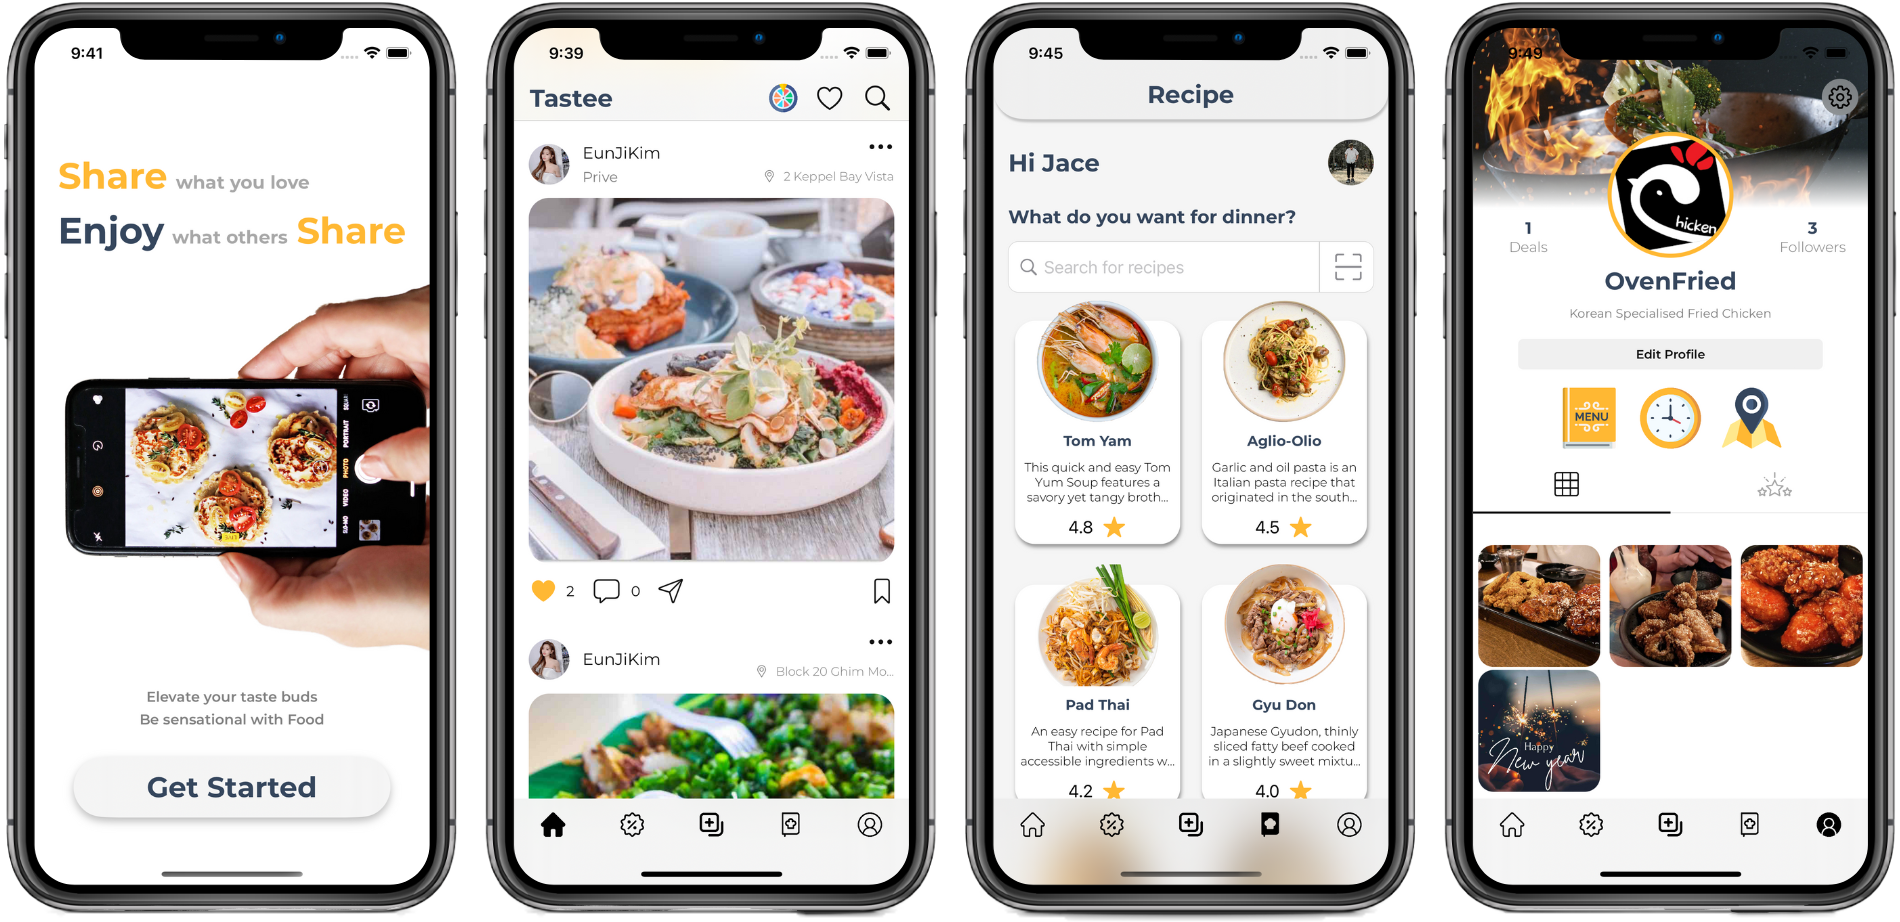 9:41
Share what you love
Enjoy what others Share
SLO-MO VIDEO PHOTO PORTRAIT
LIVE
Elevate your taste buds
Be sensational with Food
Get Started
9:39
Tastee
EunJiKim
Prive
2 Keppel Bay Vista
2
0
EunJiKim
Block 20 Ghim Mo...
9:45
Recipe
Hi Jace
What do you want for dinner?
Search for recipes
Tom Yam
This quick and easy Tom
Yum Soup features a
savory yet tangy broth...
4.8
Aglio-Olio
Garlic and oil pasta is an
Italian pasta recipe that
originated in the south...
4.5
Pad Thai
An easy recipe for Pad
Thai with simple
accessible ingredients w...
4.2
Gyu Don
Japanese Gyudon, thinly
sliced fatty beef cooked
in a slightly sweet mixtu...
4.0
9:49
hicken
1
Deals
3
Followers
OvenFried
Korean Specialised Fried Chicken
Edit Profile
MENU
Happy
New year